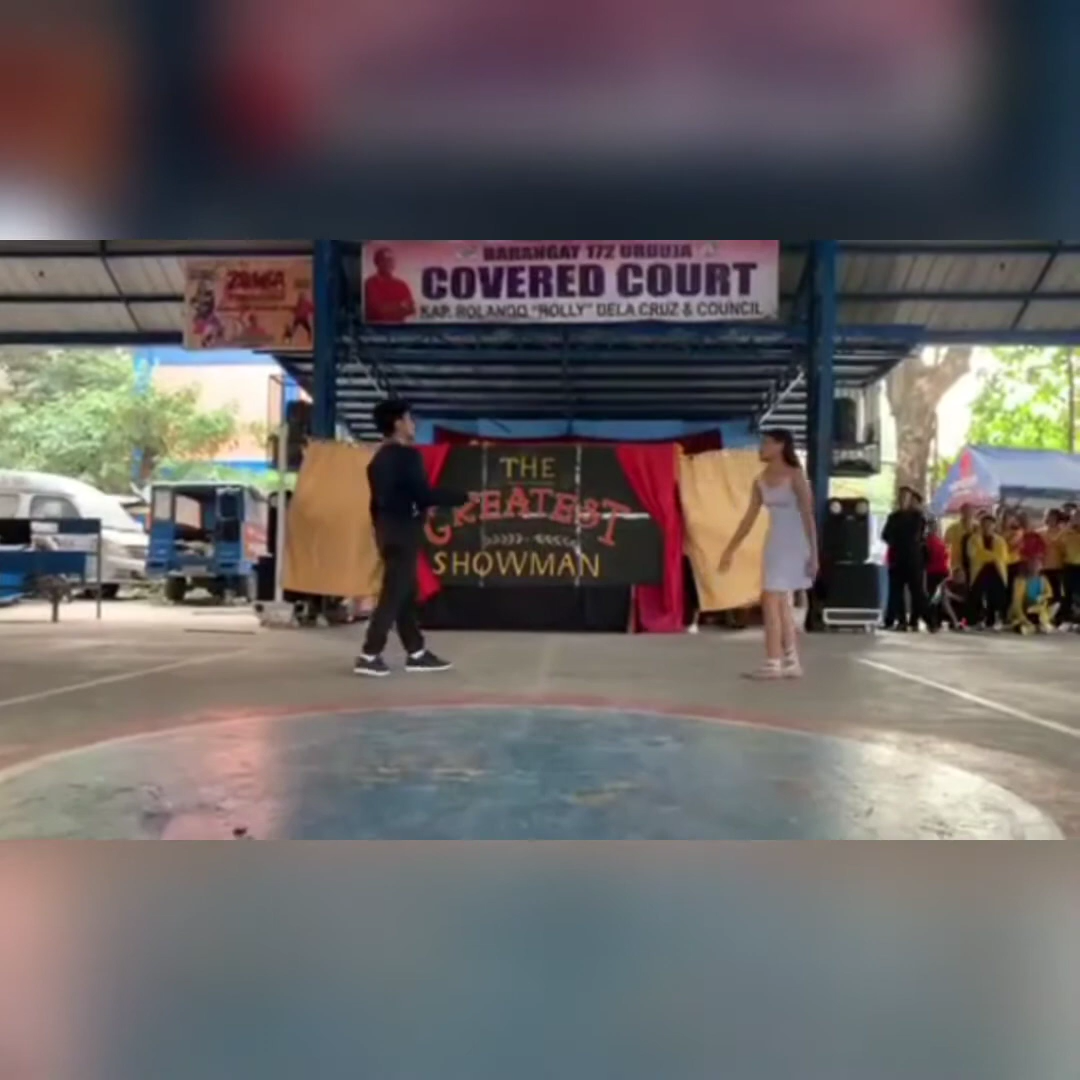 BARANGAY 172 URDUJA
COVERED COURT
KAP. ROLANDO "ROLLY" DELA CRUZ & COUNCIL
ZUMBA
THE
GREATEST
SHOWMAN